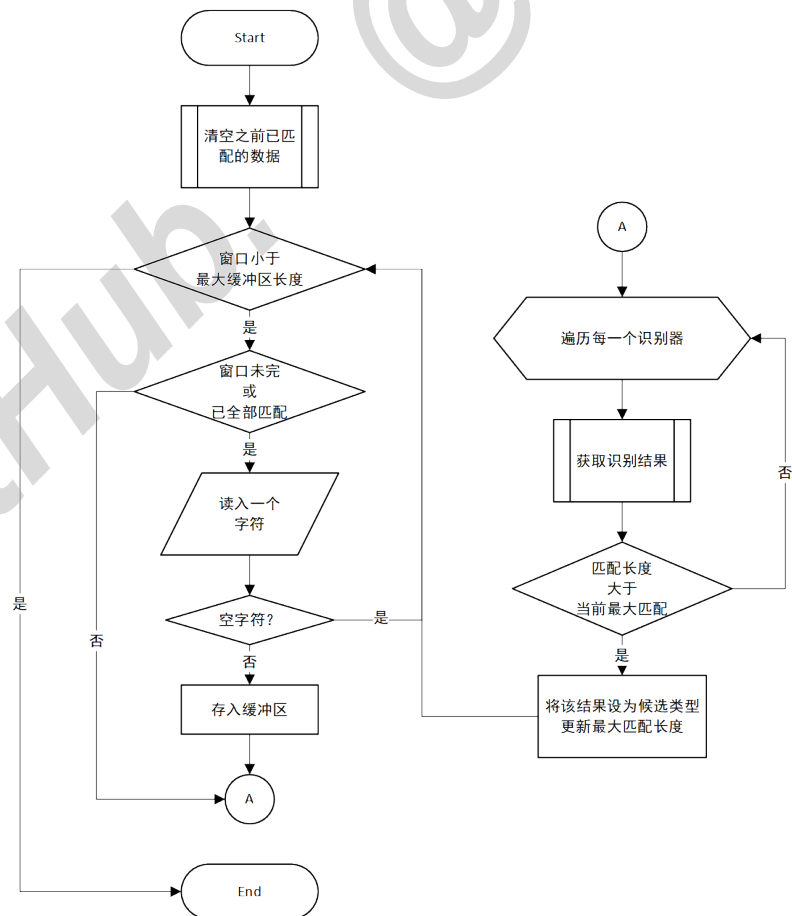 Start
清空之前已匹
配的数据
窗口小于
最大缓冲区长度
是
窗口未完
或
已全部匹配
是
读入一个
字符
空字符?
是
否
存入缓冲区
A
是
否
End
A
遍历每一个识别器
获取识别结果
否
匹配长度
大于
当前最大匹配
是
将该结果设为候选类型
更新最大匹配长度
Hub.
@